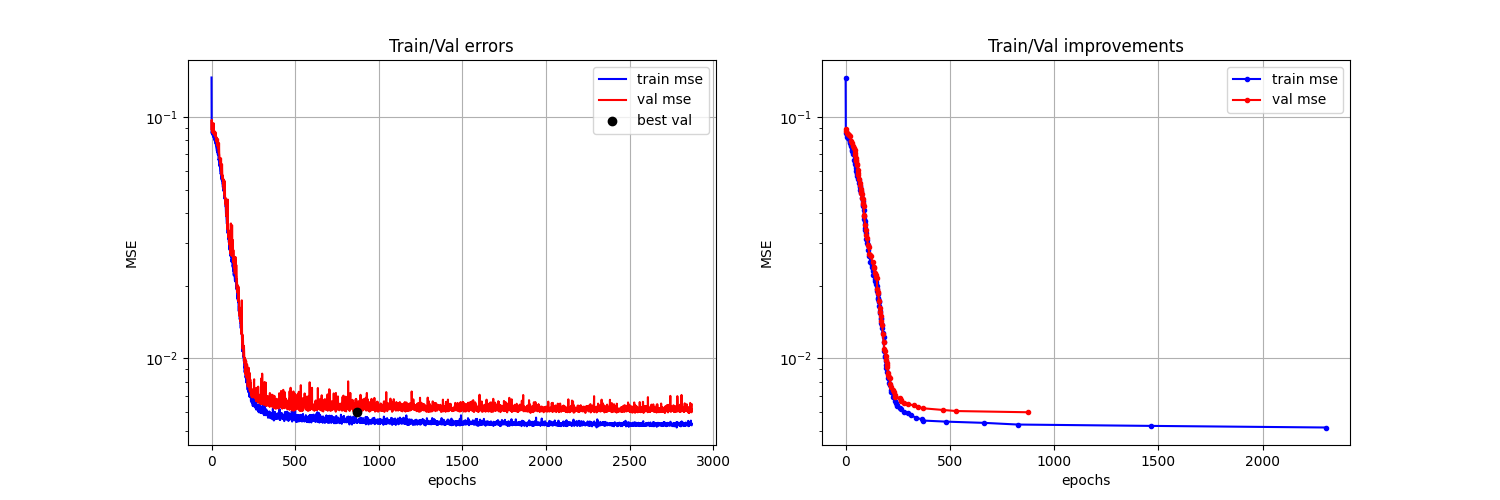 Train/Val errors
MSE
10⁻¹
10⁻²
train mse
val mse
best val
0 500 1000 1500 2000 2500 3000
epochs
Train/Val improvements
MSE
10⁻¹
10⁻²
train mse
val mse
0 500 1000 1500 2000
epochs